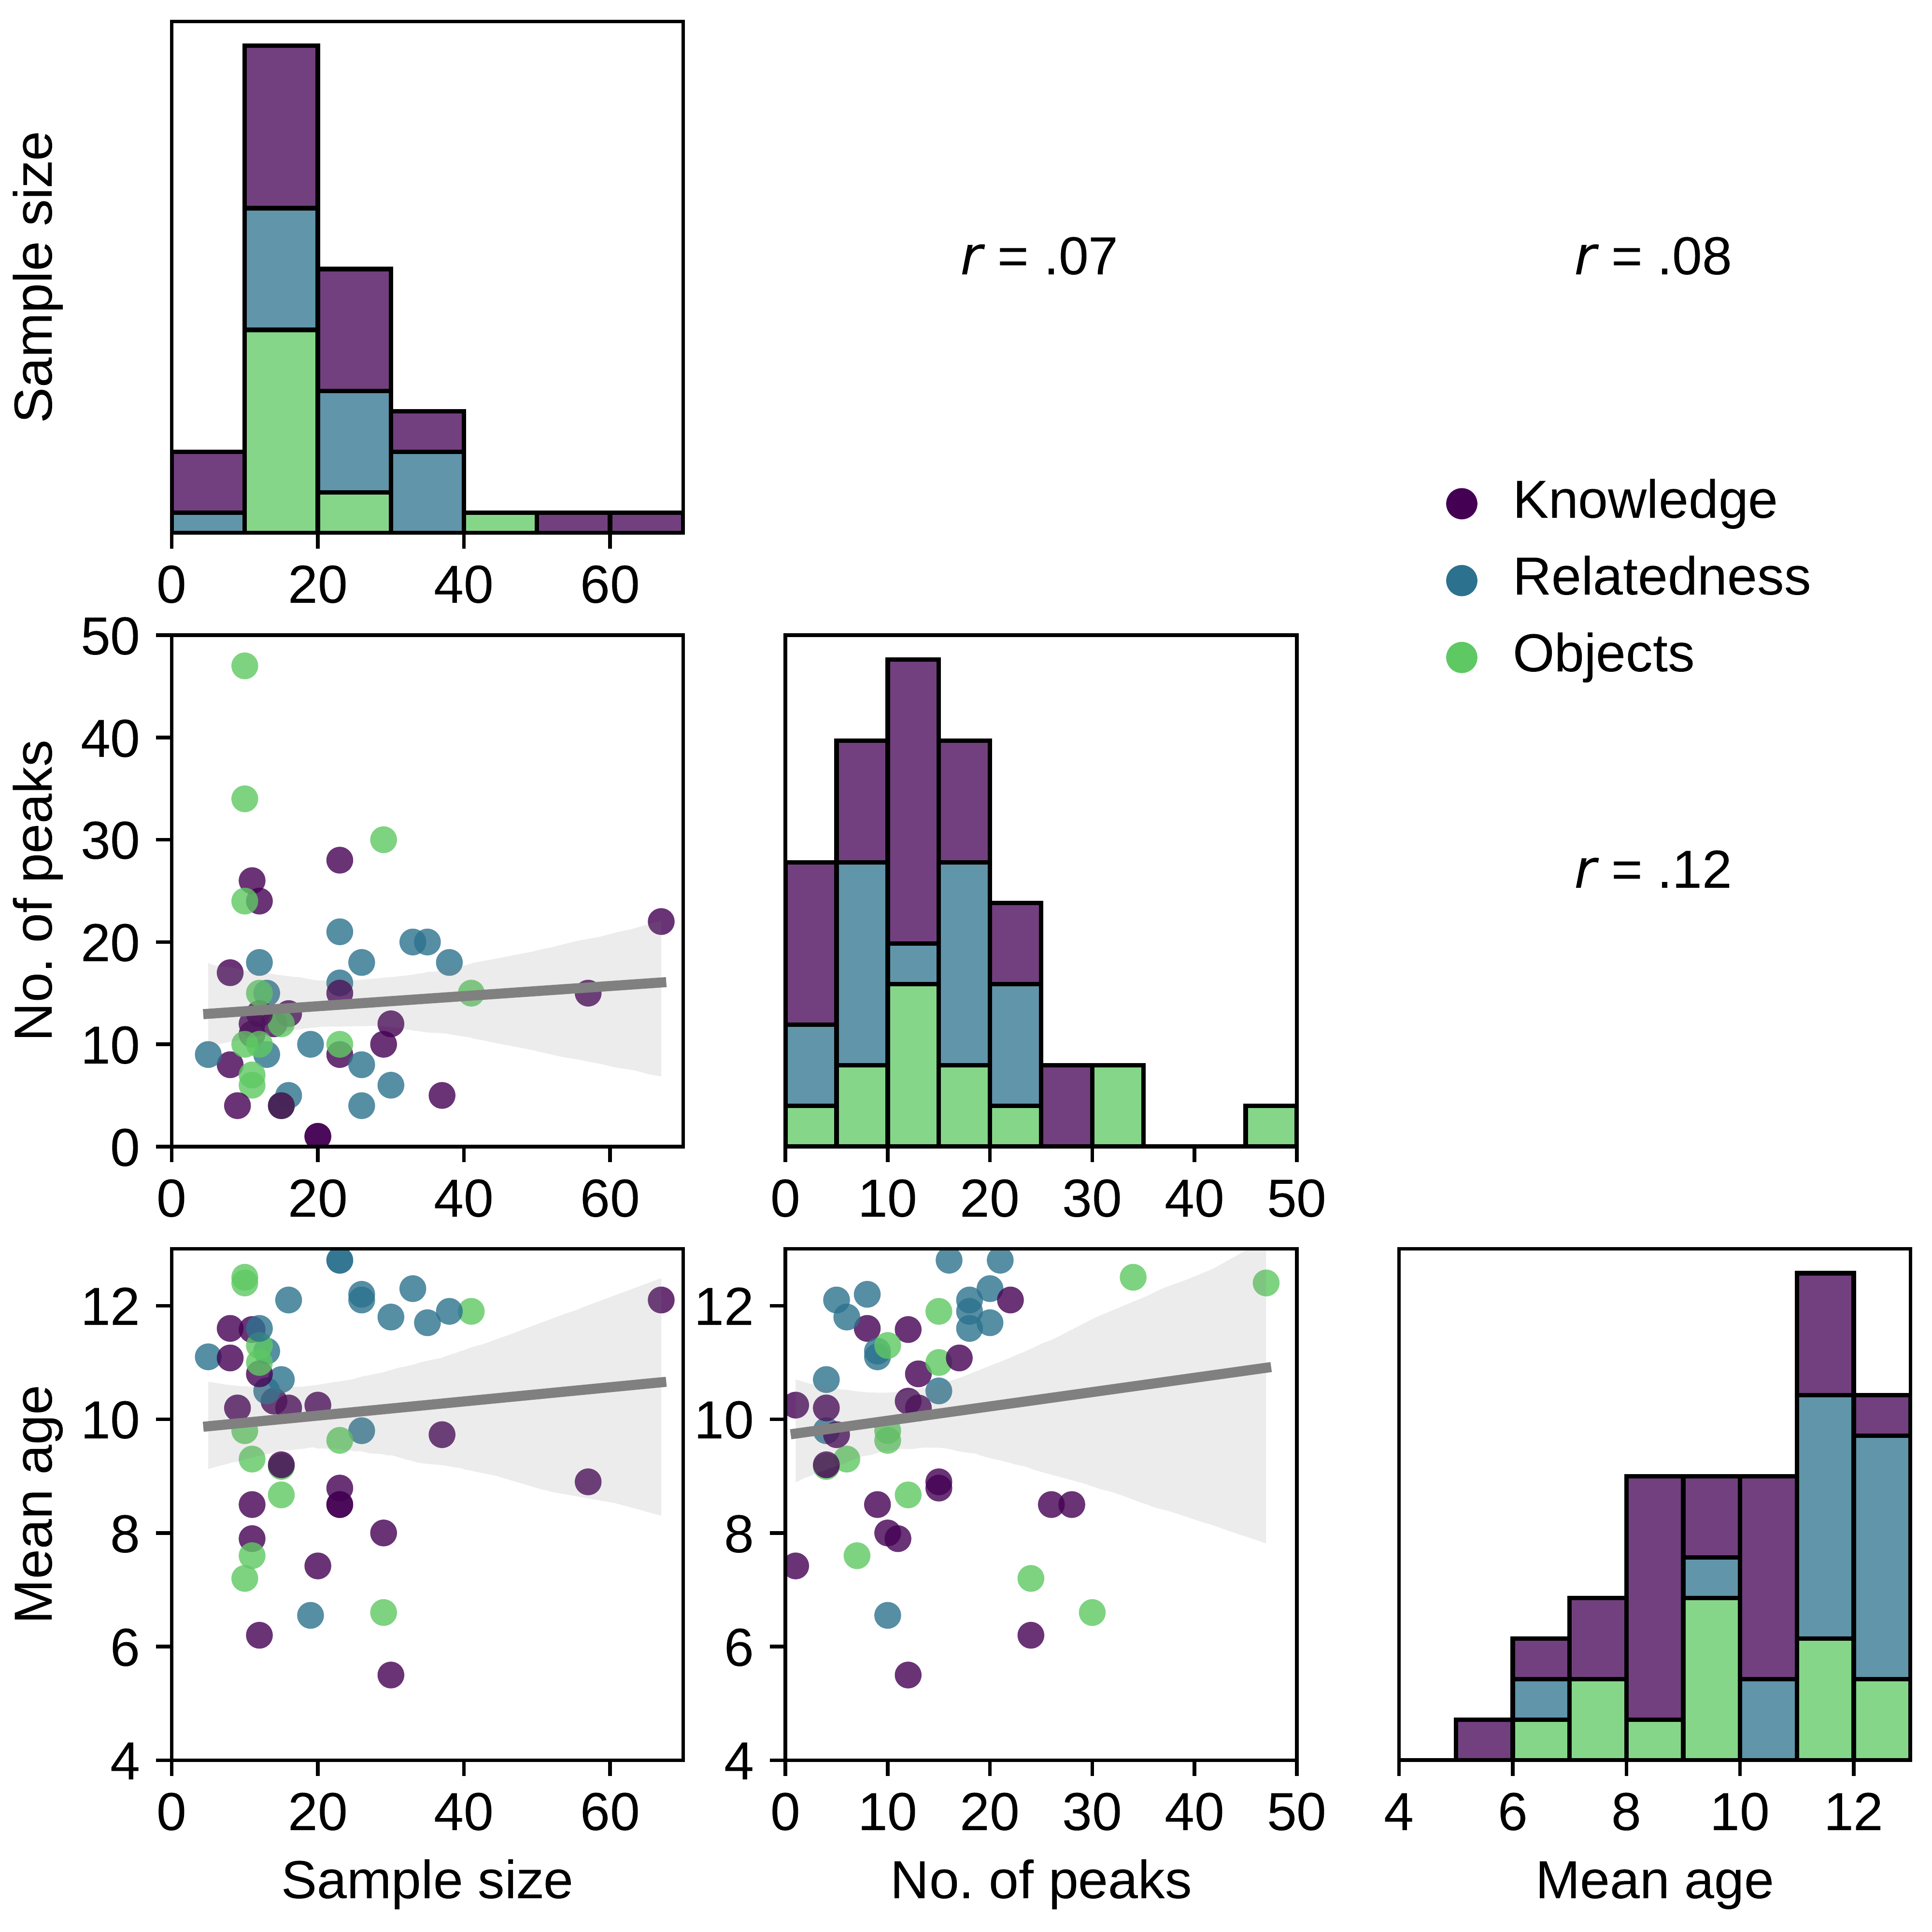 Sample size
0 20 40 60
r = .07
r = .08
Knowledge
Relatedness
Objects
No. of peaks
50
40
30
20
10
0
0 20 40 60
0 10 20 30 40 50
r = .12
Mean age
12
10
8
6
4
0 20 40 60
Sample size
12
10
8
6
4
0 10 20 30 40 50
No. of peaks
4 6 8 10 12
Mean age